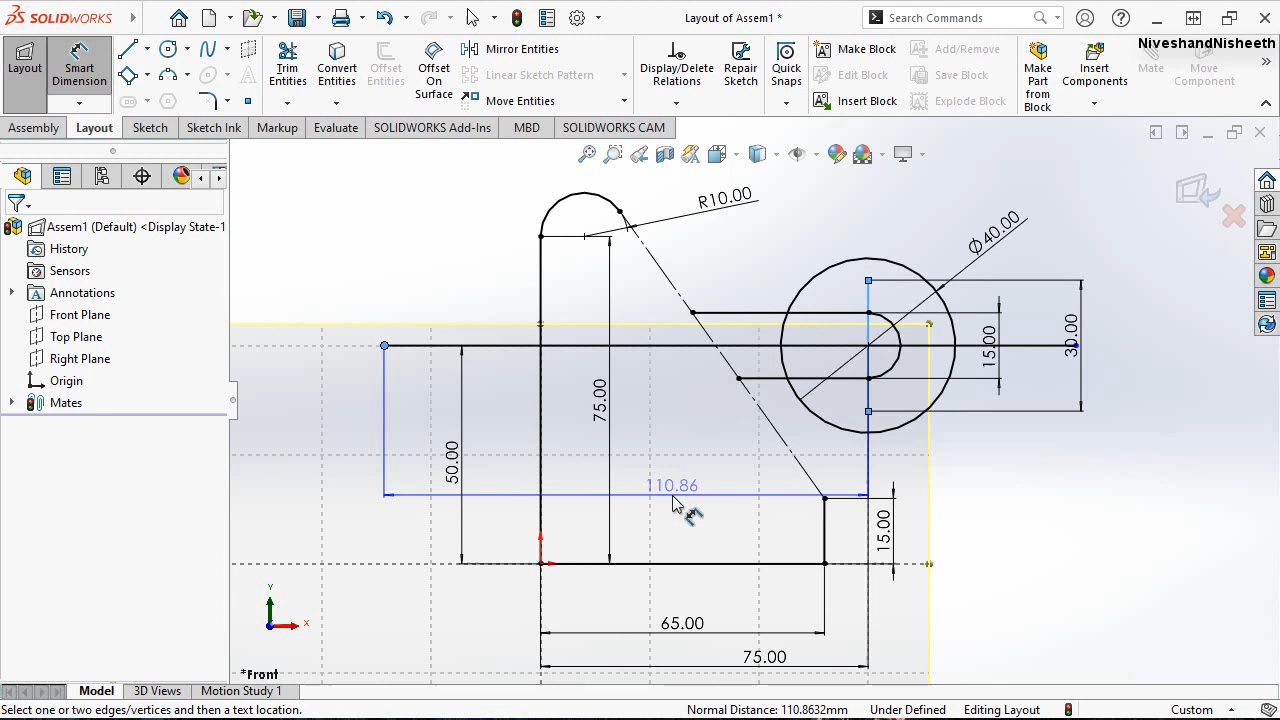 SOLIDWORKS
Layout of Assem1 *
Search Commands
NiveshandNisheeth
Layout
Smart Dimension
Trim Entities
Convert Entities
Offset Entities
Offset On Surface
Mirror Entities
Linear Sketch Pattern
Move Entities
Display/Delete Relations
Repair Sketch
Quick Snaps
Make Block
Edit Block
Insert Block
Add/Remove
Save Block
Explode Block
Make Part from Block
Insert Components
Mate
Move Component
Assembly
Layout
Sketch
Sketch Ink
Markup
Evaluate
SOLIDWORKS Add-Ins
MBD
SOLIDWORKS CAM
Assem1 (Default) <Display State-1
History
Sensors
Annotations
Front Plane
Top Plane
Right Plane
Origin
Mates
R10.00
Φ40.00
15.00
30.00
75.00
50.00
110.86
15.00
65.00
75.00
Y
X
*Front
Model
3D Views
Motion Study 1
Select one or two edges/vertices and then a text location.
Normal Distance: 110.8632mm
Under Defined
Editing Layout
Custom